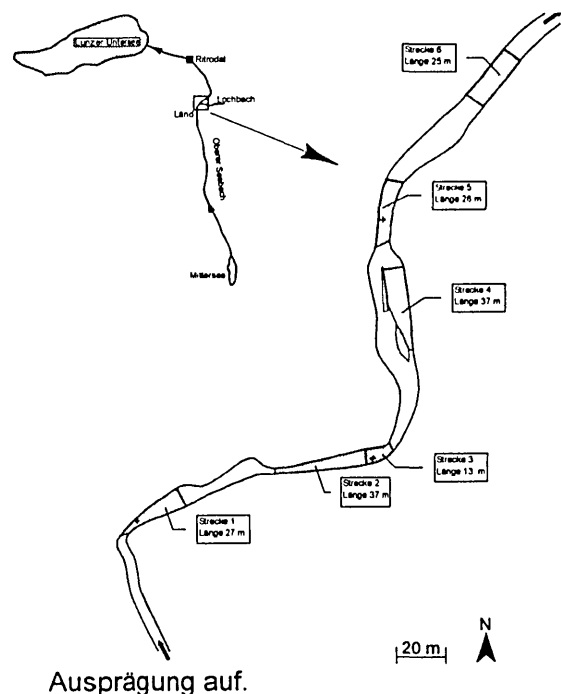 Lunzer Untersee
Ritrodat
Lochbach
Länd
Oberer Seebach
Mittersee
Strecke 6
Länge 25 m
Strecke 5
Länge 26 m
Strecke 4
Länge 37 m
Strecke 3
Länge 13 m
Strecke 2
Länge 37 m
Strecke 1
Länge 27 m
N
20 m
Ausprägung auf.